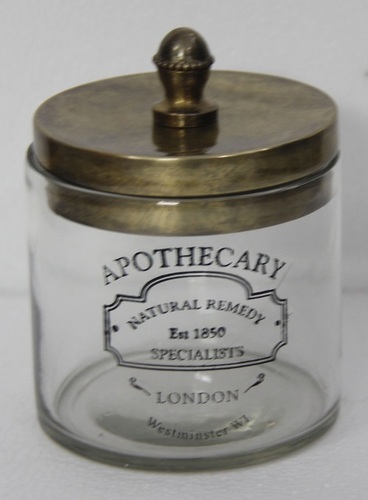 APOTHECARY
NATURAL REMEDY
Est 1850
SPECIALISTS
LONDON
Westminster W1